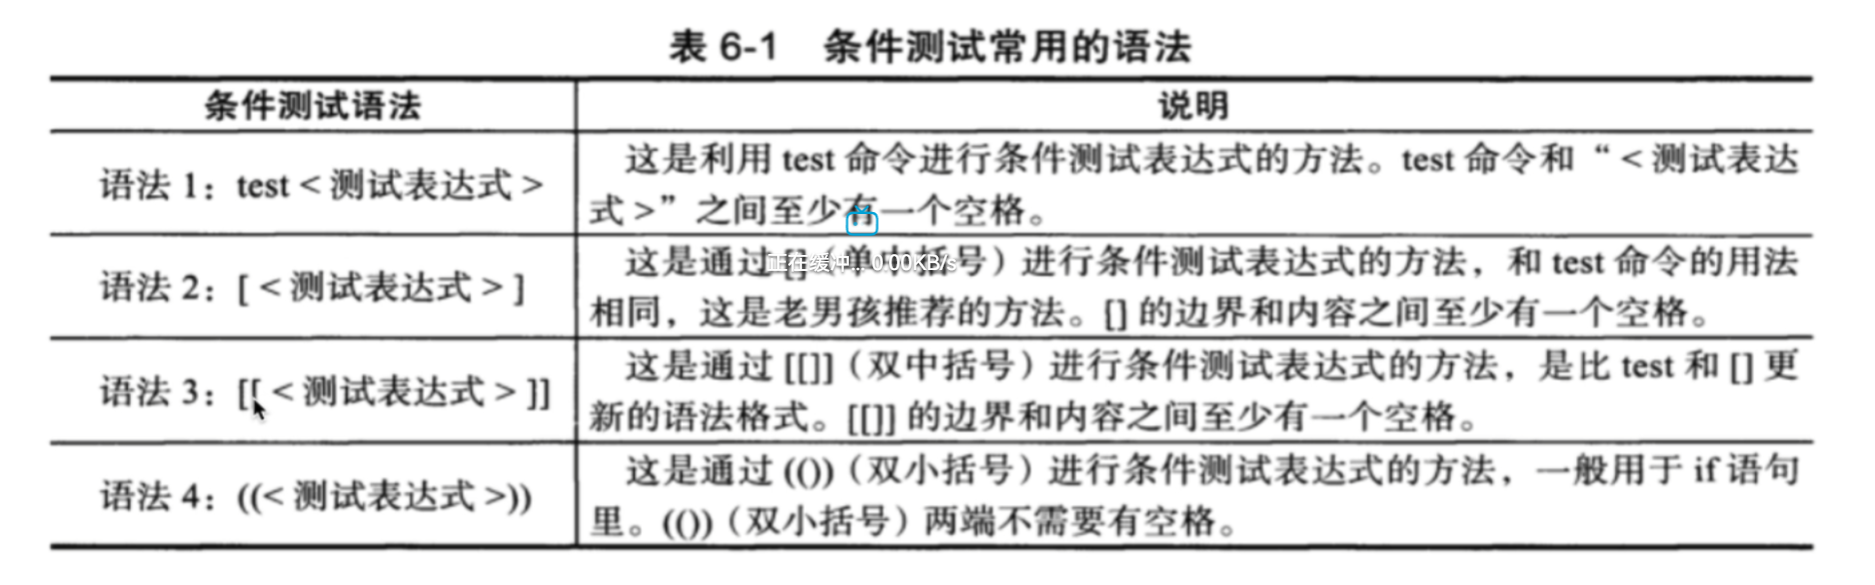 表 6-1 条件测试常用的语法
条件测试语法
说明
语法 1：test < 测试表达式 >
这是利用 test 命令进行条件测试表达式的方法。test 命令和“ < 测试表达
式 >”之间至少有一个空格。
语法 2：[ < 测试表达式 > ]
这是通过 []（单中括号）进行条件测试表达式的方法，和 test 命令的用法
相同，这是老男孩推荐的方法。[] 的边界和内容之间至少有一个空格。
正在缓冲... 0.00KB/s
语法 3：[[ < 测试表达式 > ]]
这是通过 [[]]（双中括号）进行条件测试表达式的方法，是比 test 和 [] 更
新的语法格式。[[]] 的边界和内容之间至少有一个空格。
语法 4：((< 测试表达式 >))
这是通过 (())（双小括号）进行条件测试表达式的方法，一般用于 if 语句
里。(())（双小括号）两端不需要有空格。